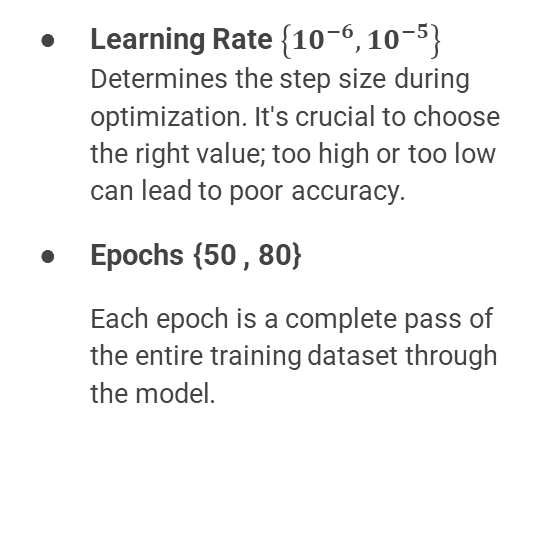 ● Learning Rate {10⁻⁶, 10⁻⁵}
Determines the step size during
optimization. It's crucial to choose
the right value; too high or too low
can lead to poor accuracy.
● Epochs {50 , 80}
Each epoch is a complete pass of
the entire training dataset through
the model.